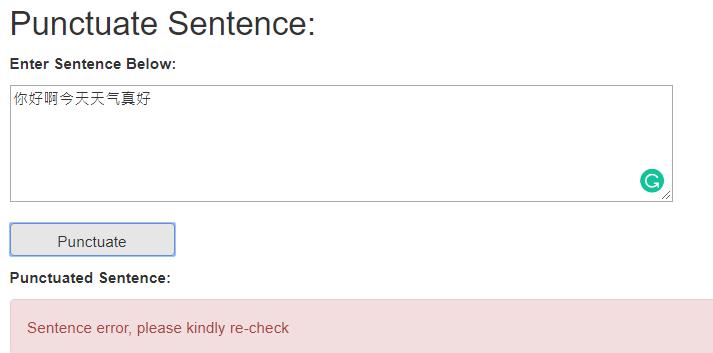 Punctuate Sentence:
Enter Sentence Below:
你好啊今天天气真好
Punctuate
Punctuated Sentence:
Sentence error, please kindly re-check